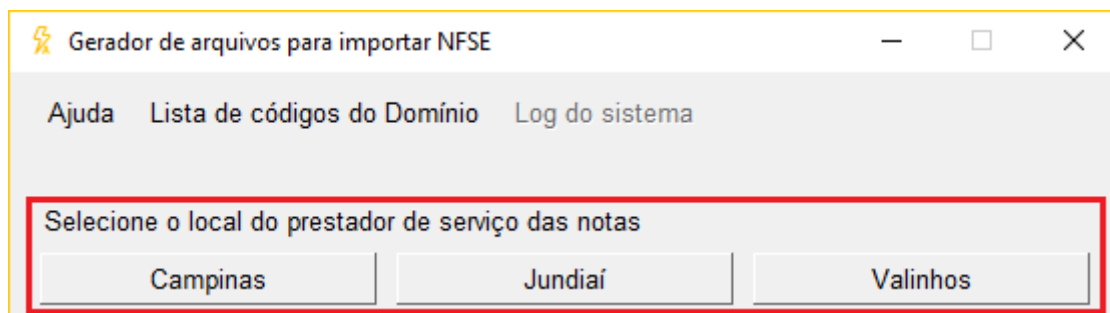 Gerador de arquivos para importar NFSE
Ajuda Lista de códigos do Domínio Log do sistema
Selecione o local do prestador de serviço das notas
Campinas Jundiaí Valinhos